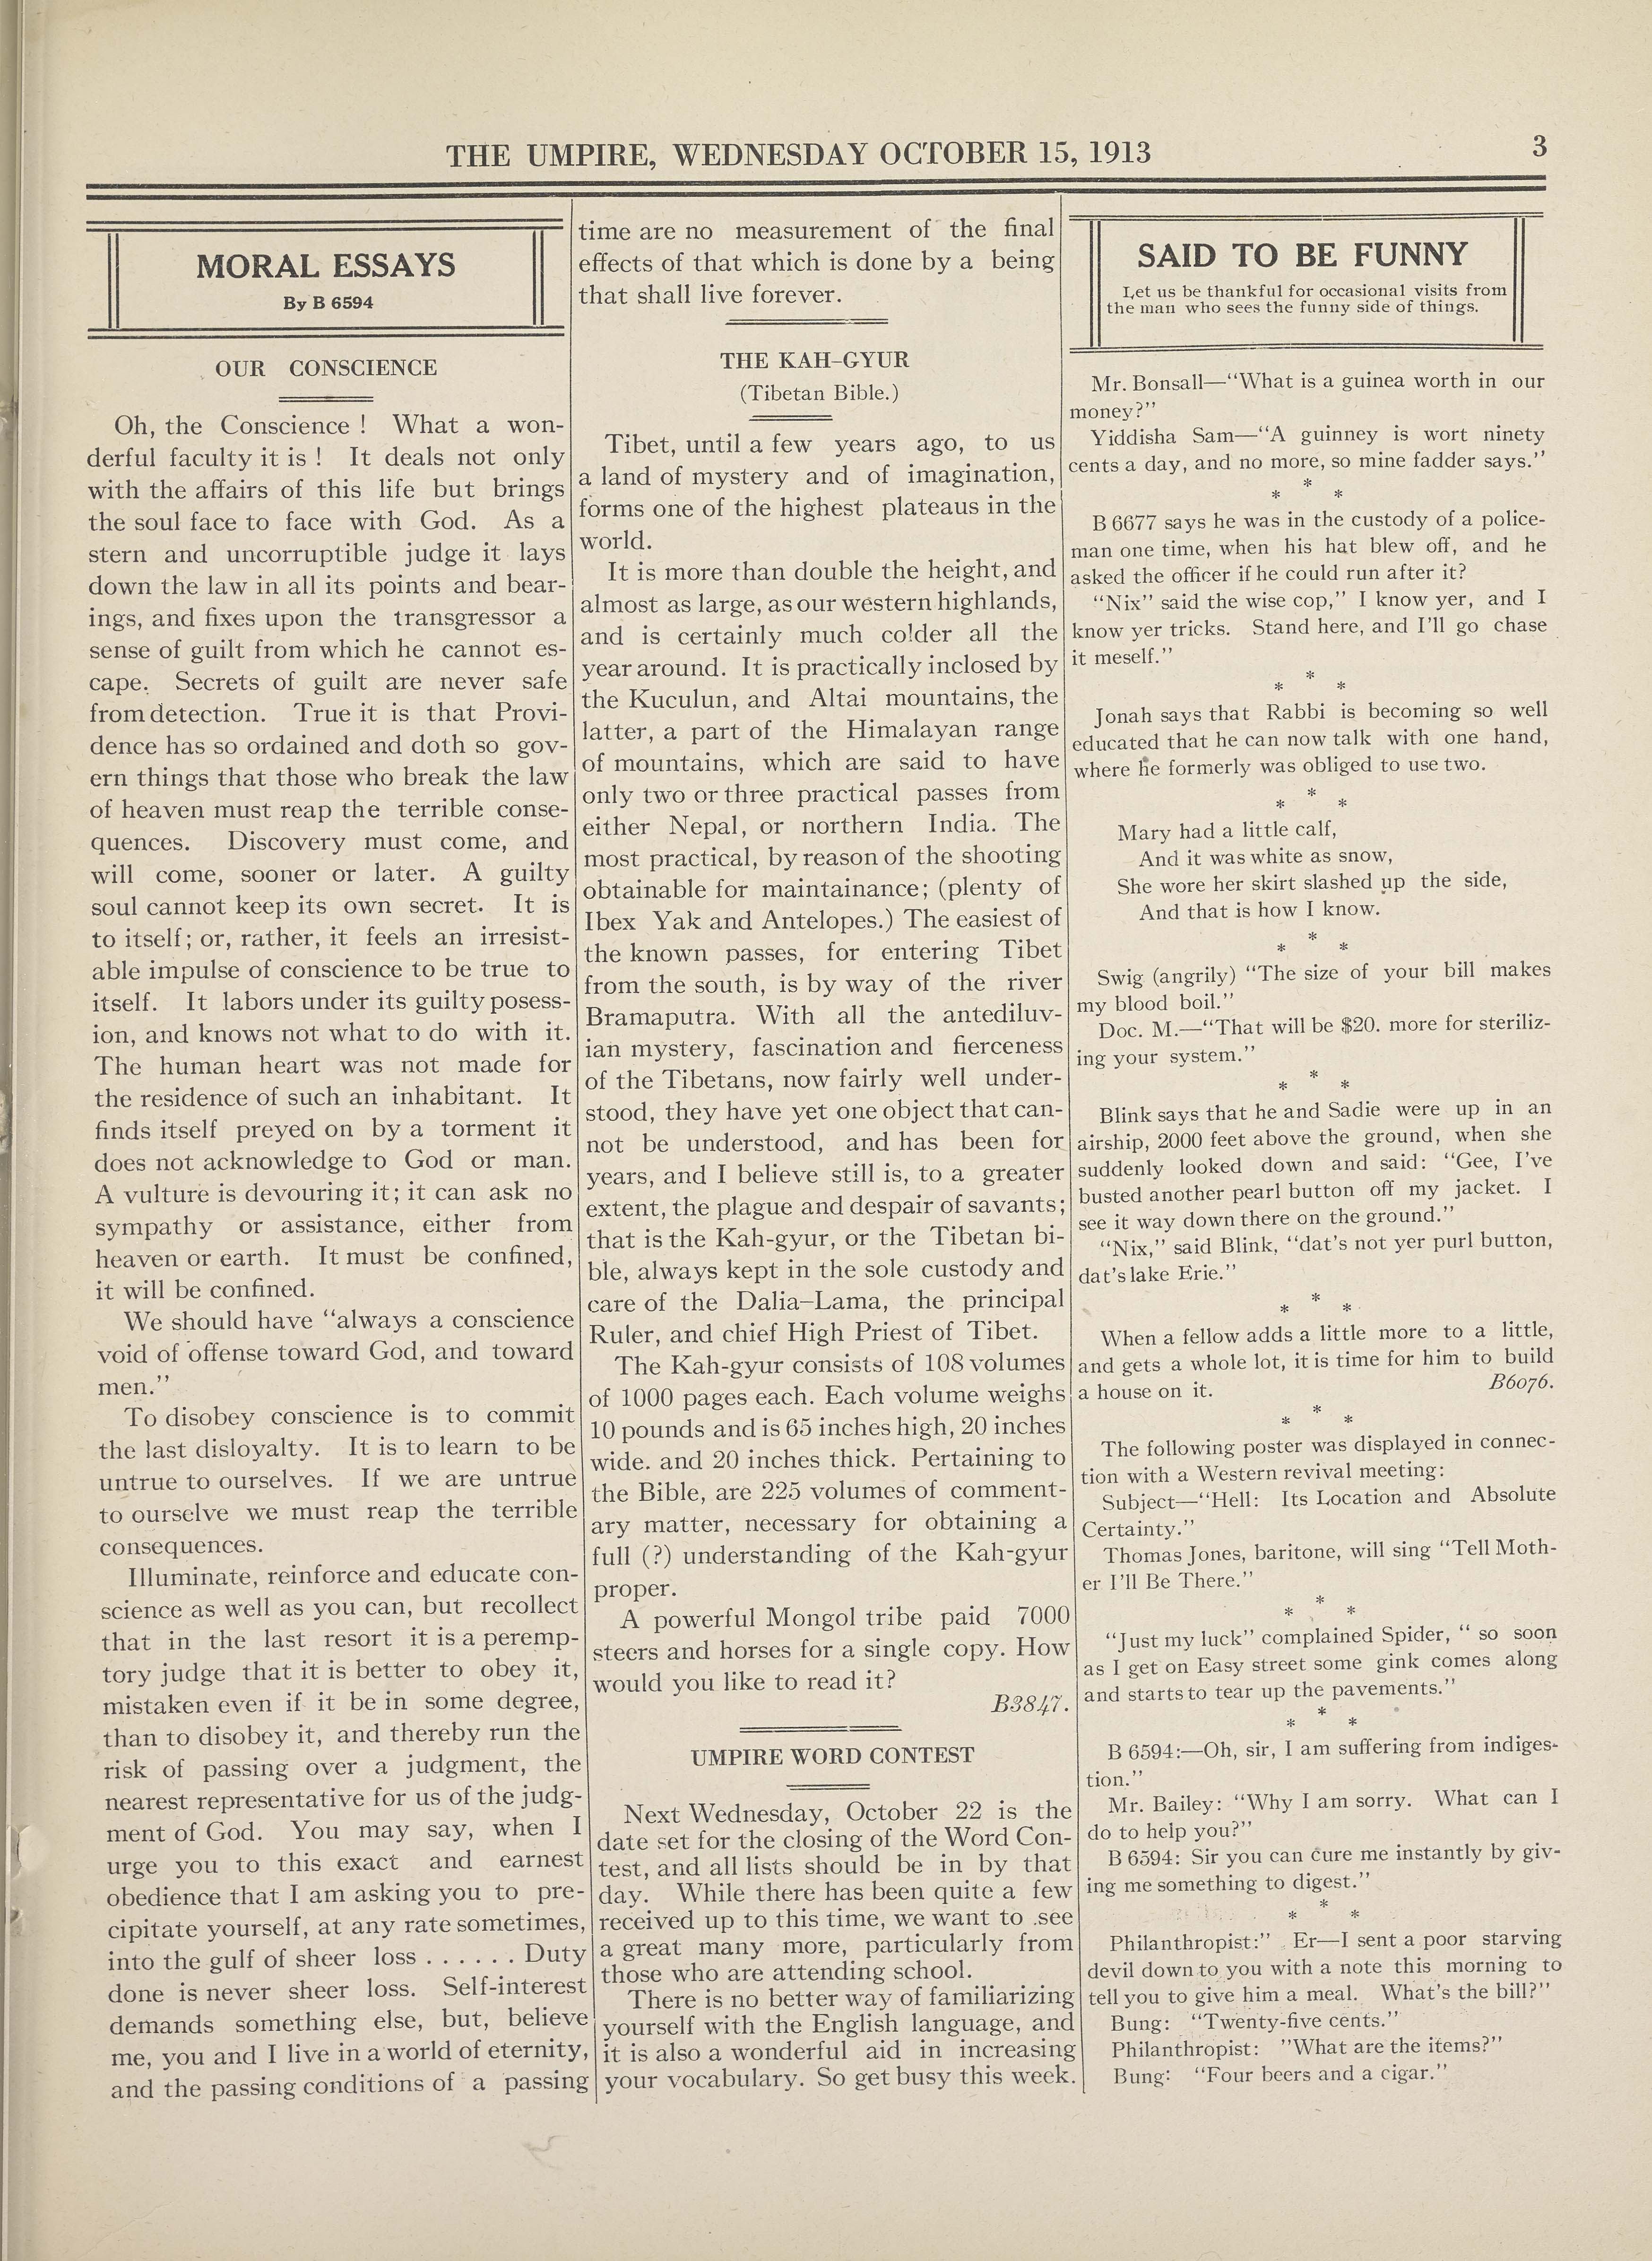 THE UMPIRE, WEDNESDAY OCTOBER 15, 1913
3
MORAL ESSAYS
By B 6594
OUR CONSCIENCE
Oh, the Conscience ! What a won-
derful faculty it is ! It deals not only
with the affairs of this life but brings
the soul face to face with God. As a
stern and uncorruptible judge it lays
down the law in all its points and bear-
ings, and fixes upon the transgressor a
sense of guilt from which he cannot es-
cape. Secrets of guilt are never safe
from detection. True it is that Provi-
dence has so ordained and doth so gov-
ern things that those who break the law
of heaven must reap the terrible conse-
quences. Discovery must come, and
will come, sooner or later. A guilty
soul cannot keep its own secret. It is
to itself; or, rather, it feels an irresist-
able impulse of conscience to be true to
itself. It labors under its guilty posess-
ion, and knows not what to do with it.
The human heart was not made for
the residence of such an inhabitant. It
finds itself preyed on by a torment it
does not acknowledge to God or man.
A vulture is devouring it; it can ask no
sympathy or assistance, either from
heaven or earth. It must be confined,
it will be confined.
We should have "always a conscience
void of offense toward God, and toward
men."
To disobey conscience is to commit
the last disloyalty. It is to learn to be
untrue to ourselves. If we are untrue
to ourselve we must reap the terrible
consequences.
Illuminate, reinforce and educate con-
science as well as you can, but recollect
that in the last resort it is a peremp-
tory judge that it is better to obey it,
mistaken even if it be in some degree,
than to disobey it, and thereby run the
risk of passing over a judgment, the
nearest representative for us of the judg-
ment of God. You may say, when I
urge you to this exact and earnest
obedience that I am asking you to pre-
cipitate yourself, at any rate sometimes,
into the gulf of sheer loss . . . . . . Duty
done is never sheer loss. Self-interest
demands something else, but, believe
me, you and I live in a world of eternity,
and the passing conditions of a passing
time are no measurement of the final
effects of that which is done by a being
that shall live forever.
THE KAH-GYUR
(Tibetan Bible.)
Tibet, until a few years ago, to us
a land of mystery and of imagination,
forms one of the highest plateaus in the
world.
It is more than double the height, and
almost as large, as our western highlands,
and is certainly much colder all the
year around. It is practically inclosed by
the Kuculun, and Altai mountains, the
latter, a part of the Himalayan range
of mountains, which are said to have
only two or three practical passes from
either Nepal, or northern India. The
most practical, by reason of the shooting
obtainable for maintainance; (plenty of
Ibex Yak and Antelopes.) The easiest of
the known passes, for entering Tibet
from the south, is by way of the river
Bramaputra. With all the antediluv-
ian mystery, fascination and fierceness
of the Tibetans, now fairly well under-
stood, they have yet one object that can-
not be understood, and has been for
years, and I believe still is, to a greater
extent, the plague and despair of savants;
that is the Kah-gyur, or the Tibetan bi-
ble, always kept in the sole custody and
care of the Dalia-Lama, the principal
Ruler, and chief High Priest of Tibet.
The Kah-gyur consists of 108 volumes
of 1000 pages each. Each volume weighs
10 pounds and is 65 inches high, 20 inches
wide. and 20 inches thick. Pertaining to
the Bible, are 225 volumes of comment-
ary matter, necessary for obtaining a
full (?) understanding of the Kah-gyur
proper.
A powerful Mongol tribe paid 7000
steers and horses for a single copy. How
would you like to read it?
B3847.
UMPIRE WORD CONTEST
Next Wednesday, October 22 is the
date set for the closing of the Word Con-
test, and all lists should be in by that
day. While there has been quite a few
received up to this time, we want to see
a great many more, particularly from
those who are attending school.
There is no better way of familiarizing
yourself with the English language, and
it is also a wonderful aid in increasing
your vocabulary. So get busy this week.
SAID TO BE FUNNY
Let us be thankful for occasional visits from
the man who sees the funny side of things.
Mr. Bonsall—"What is a guinea worth in our
money?"
Yiddisha Sam—"A guinney is wort ninety
cents a day, and no more, so mine fadder says."
* * *
B 6677 says he was in the custody of a police-
man one time, when his hat blew off, and he
asked the officer if he could run after it?
"Nix" said the wise cop," I know yer, and I
know yer tricks. Stand here, and I'll go chase
it meself."
* * *
Jonah says that Rabbi is becoming so well
educated that he can now talk with one hand,
where he formerly was obliged to use two.
* * *
Mary had a little calf,
And it was white as snow,
She wore her skirt slashed up the side,
And that is how I know.
* * *
Swig (angrily) "The size of your bill makes
my blood boil."
Doc. M.—"That will be $20. more for steriliz-
ing your system."
* * *
Blink says that he and Sadie were up in an
airship, 2000 feet above the ground, when she
suddenly looked down and said: "Gee, I've
busted another pearl button off my jacket. I
see it way down there on the ground."
"Nix," said Blink, "dat's not yer purl button,
dat's lake Erie."
* * *
When a fellow adds a little more to a little,
and gets a whole lot, it is time for him to build
a house on it. B6076.
* * *
The following poster was displayed in connec-
tion with a Western revival meeting:
Subject—"Hell: Its Location and Absolute
Certainty."
Thomas Jones, baritone, will sing "Tell Moth-
er I'll Be There."
* * *
"Just my luck" complained Spider, " so soon
as I get on Easy street some gink comes along
and starts to tear up the pavements."
* * *
B 6594:—Oh, sir, I am suffering from indiges-
tion."
Mr. Bailey: "Why I am sorry. What can I
do to help you?"
B 6594: Sir you can cure me instantly by giv-
ing me something to digest."
* * *
Philanthropist:" Er—I sent a poor starving
devil down to you with a note this morning to
tell you to give him a meal. What's the bill?"
Bung: "Twenty-five cents."
Philanthropist: "What are the items?"
Bung: "Four beers and a cigar."